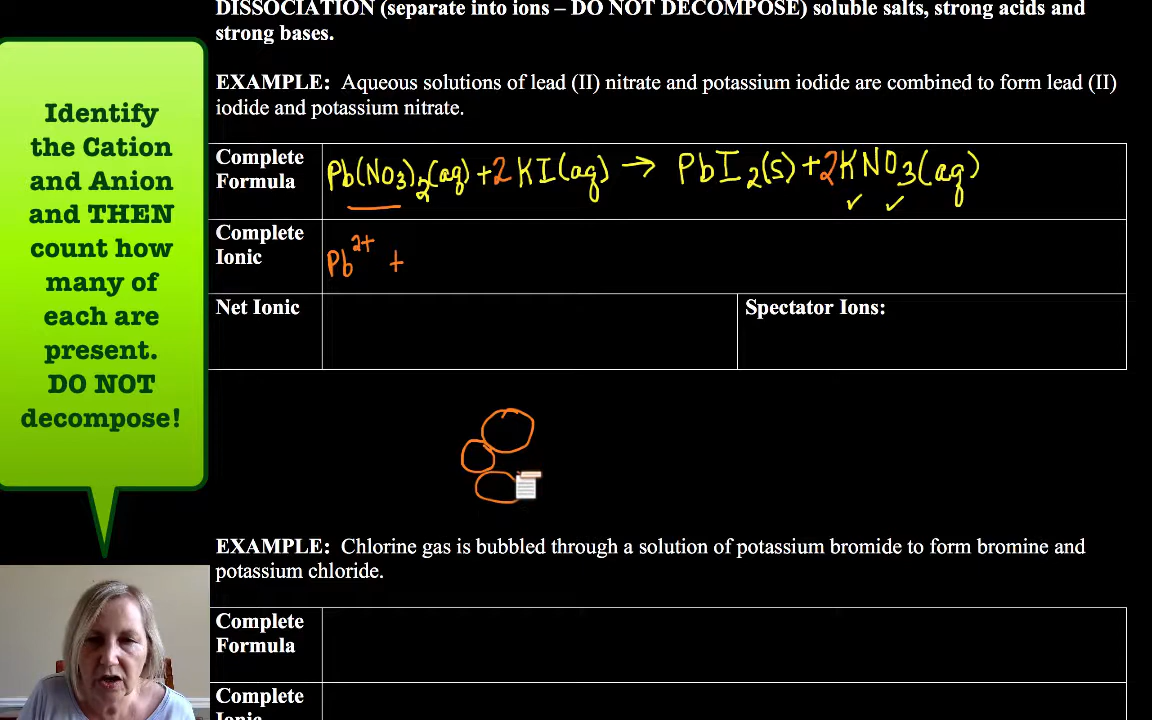 DISSOCIATION (separate into ions – DO NOT DECOMPOSE) soluble salts, strong acids and
strong bases.
Identify
the Cation
and Anion
and THEN
count how
many of
each are
present.
DO NOT
decompose!
EXAMPLE: Aqueous solutions of lead (II) nitrate and potassium iodide are combined to form lead (II)
iodide and potassium nitrate.
Complete
Formula
Pb(NO3)2(aq) + 2KI(aq) → PbI2(s) + 2KNO3(aq)
Complete
Ionic
Pb2+ +
Net Ionic
Spectator Ions:
EXAMPLE: Chlorine gas is bubbled through a solution of potassium bromide to form bromine and
potassium chloride.
Complete
Formula
Complete
Ionic